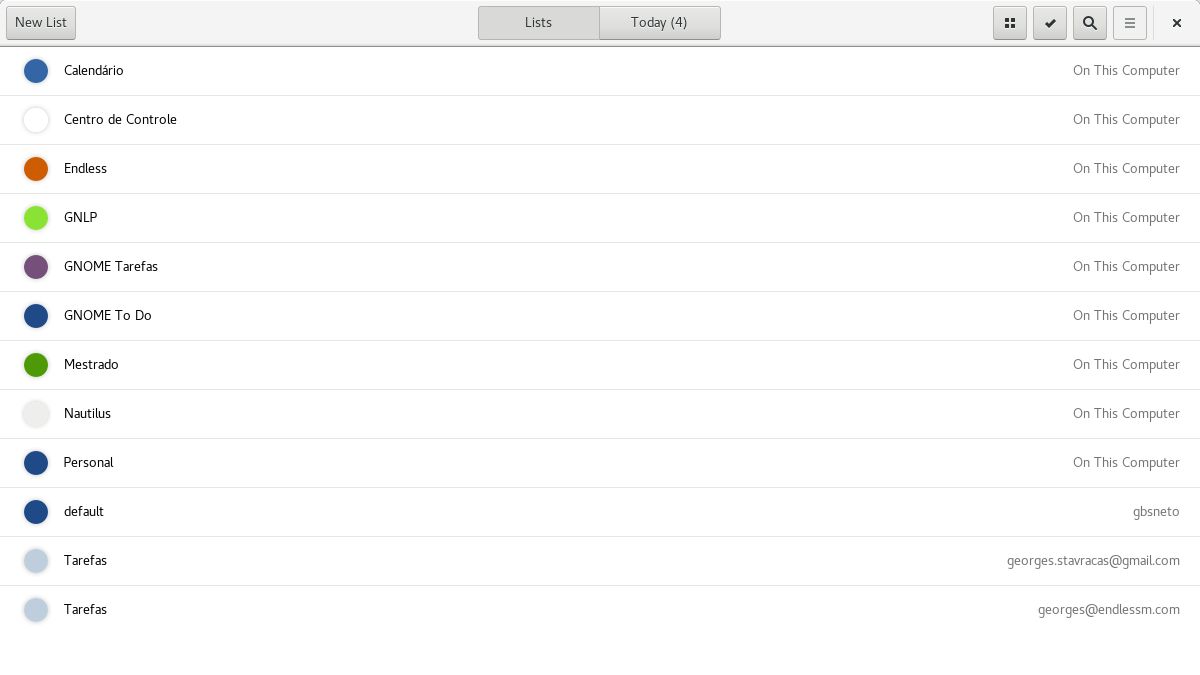 New List
Lists
Today (4)
Calendário
On This Computer
Centro de Controle
On This Computer
Endless
On This Computer
GNLP
On This Computer
GNOME Tarefas
On This Computer
GNOME To Do
On This Computer
Mestrado
On This Computer
Nautilus
On This Computer
Personal
On This Computer
default
gbsneto
Tarefas
georges.stavracas@gmail.com
Tarefas
georges@endlessm.com